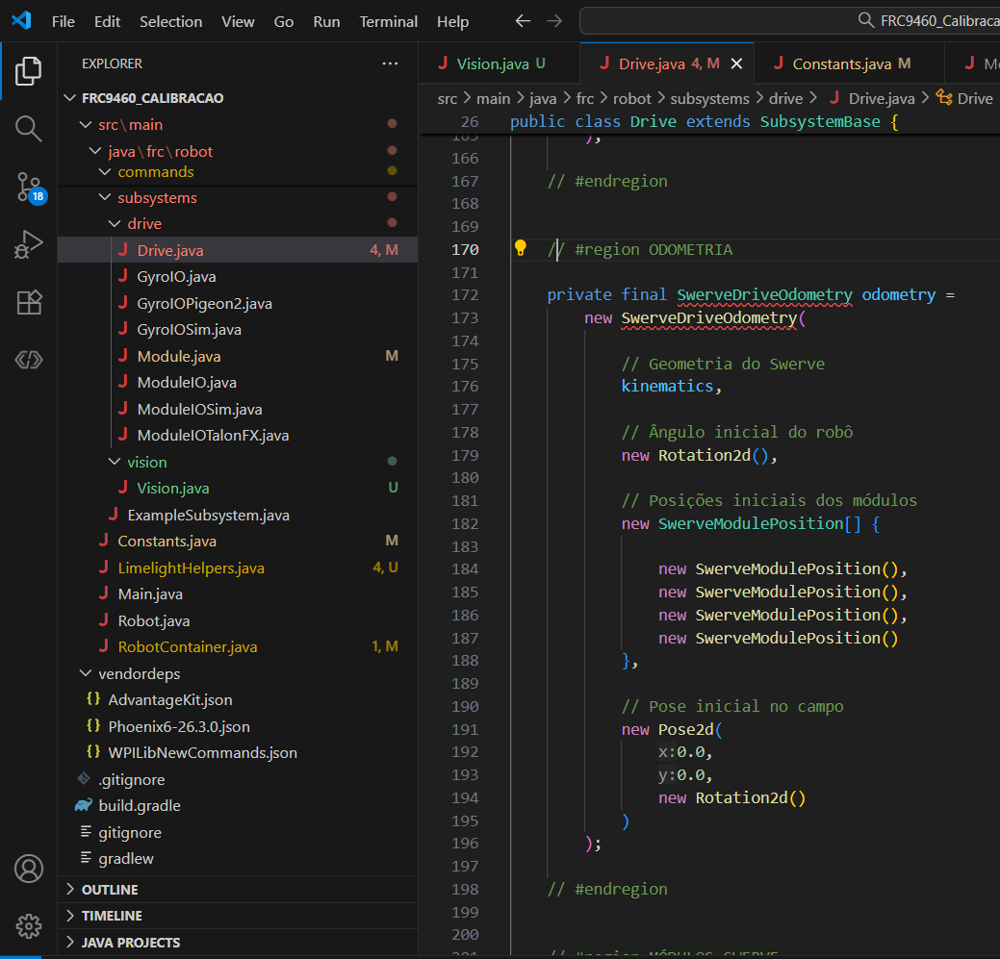 File Edit Selection View Go Run Terminal Help FRC9460_Calibraca
EXPLORER
FRC9460_CALIBRACAO
src\main
java\frc\robot
commands
subsystems
drive
Drive.java 4, M
GyroIO.java
GyroIOPigeon2.java
GyroIOSim.java
Module.java M
ModuleIO.java
ModuleIOSim.java
ModuleIOTalonFX.java
vision
Vision.java U
ExampleSubsystem.java
Constants.java M
LimelightHelpers.java 4, U
Main.java
Robot.java
RobotContainer.java 1, M
vendordeps
AdvantageKit.json
Phoenix6-26.3.0.json
WPILibNewCommands.json
.gitignore
build.gradle
gitignore
gradlew
OUTLINE
TIMELINE
JAVA PROJECTS
18
Vision.java U Drive.java 4, M Constants.java M
src > main > java > frc > robot > subsystems > drive > Drive.java > Drive
26 public class Drive extends SubsystemBase {
165 );
166
167 // #endregion
168
169
170 // #region ODOMETRIA
171
172 private final SwerveDriveOdometry odometry =
173 new SwerveDriveOdometry(
174
175 // Geometria do Swerve
176 kinematics,
177
178 // Ângulo inicial do robô
179 new Rotation2d(),
180
181 // Posições iniciais dos módulos
182 new SwerveModulePosition[] {
183
184 new SwerveModulePosition(),
185 new SwerveModulePosition(),
186 new SwerveModulePosition(),
187 new SwerveModulePosition()
188 },
189
190 // Pose inicial no campo
191 new Pose2d(
192 x:0.0,
193 y:0.0,
194 new Rotation2d()
195 )
196 );
197
198 // #endregion
199
200
201 // #region MÓDULOS SWERVE